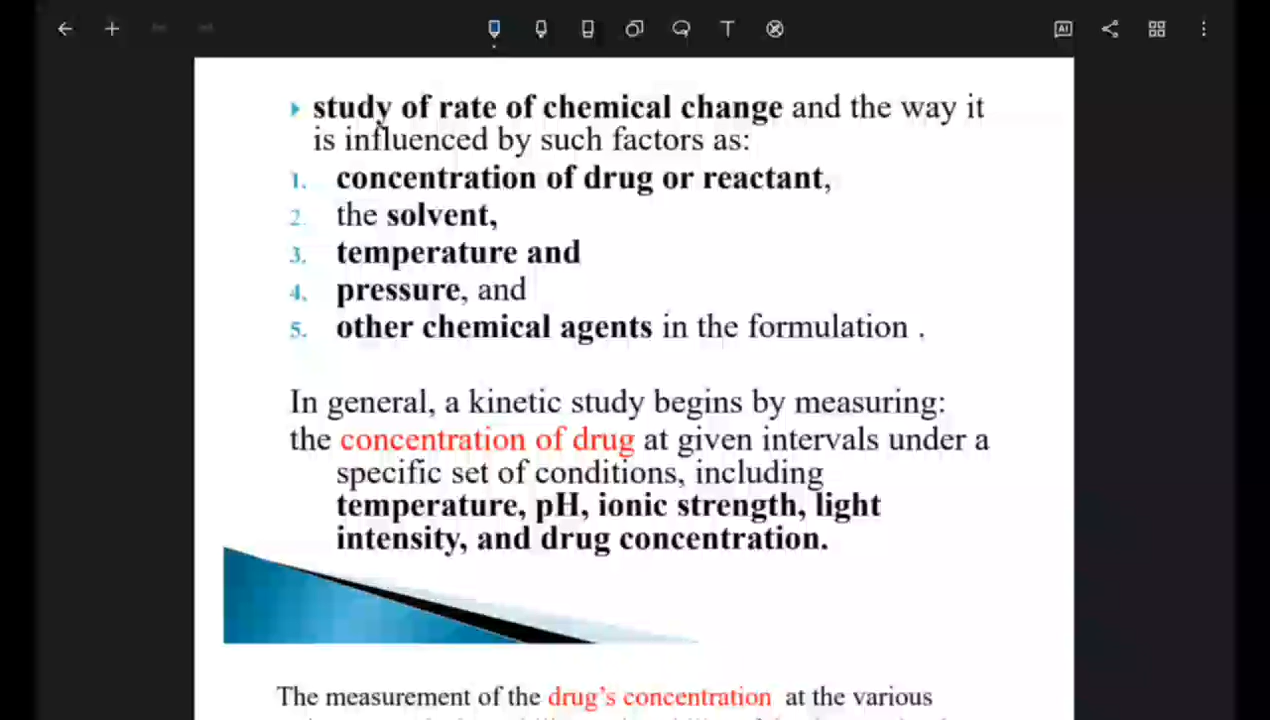 AI
study of rate of chemical change and the way it
is influenced by such factors as:
1. concentration of drug or reactant,
2. the solvent,
3. temperature and
4. pressure, and
5. other chemical agents in the formulation .
In general, a kinetic study begins by measuring:
the concentration of drug at given intervals under a
specific set of conditions, including
temperature, pH, ionic strength, light
intensity, and drug concentration.
The measurement of the drug's concentration at the various